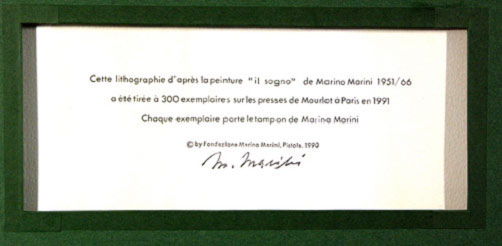 Cette lithographie d'après la peinture "il sogno" de Marino Marini 1951/66
a été tirée à 300 exemplaires sur les presses de Mourlot à Paris en 1991
Chaque exemplaire porte le tampon de Marino Marini
© by Fondazione Marino Marini, Pistoia, 1990
M. Marini